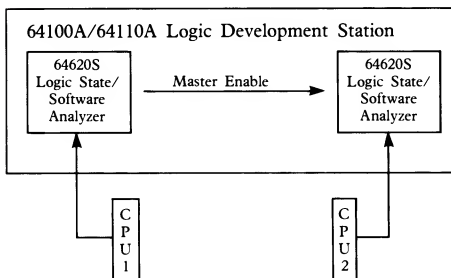 64100A/64110A Logic Development Station
64620S
Logic State/
Software
Analyzer
Master Enable
64620S
Logic State/
Software
Analyzer
C
P
U
1
C
P
U
2